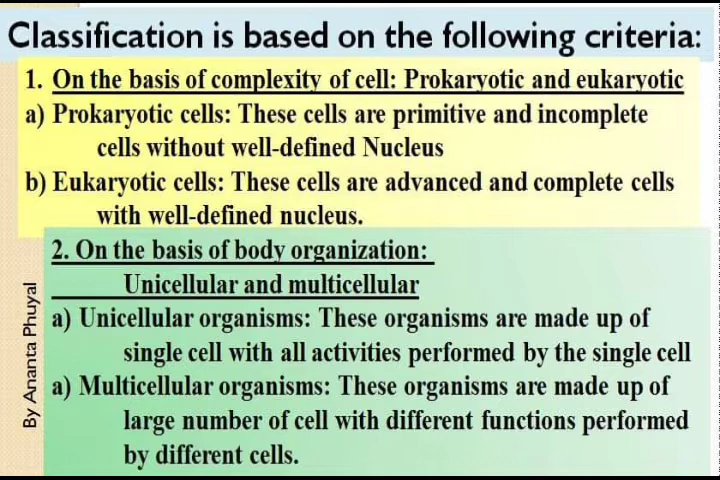 Classification is based on the following criteria:
1. On the basis of complexity of cell: Prokaryotic and eukaryotic
a) Prokaryotic cells: These cells are primitive and incomplete
cells without well-defined Nucleus
b) Eukaryotic cells: These cells are advanced and complete cells
with well-defined nucleus.
2. On the basis of body organization:
Unicellular and multicellular
a) Unicellular organisms: These organisms are made up of
single cell with all activities performed by the single cell
a) Multicellular organisms: These organisms are made up of
large number of cell with different functions performed
by different cells.
By Ananta Phuyal